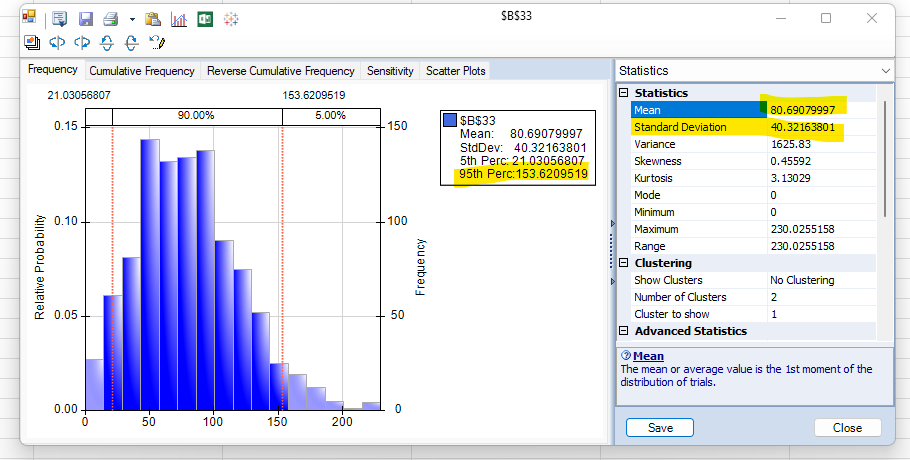 $B$33
Frequency
Cumulative Frequency
Reverse Cumulative Frequency
Sensitivity
Scatter Plots
21.03056807
153.6209519
90.00%
5.00%
0.15
0.10
0.05
0.00
Relative Probability
0
50
100
150
200
150
100
50
0
Frequency
$B$33
Mean: 80.69079997
StdDev: 40.32163801
5th Perc: 21.03056807
95th Perc:153.6209519
Statistics
Statistics
Mean 80.69079997
Standard Deviation 40.32163801
Variance 1625.83
Skewness 0.45592
Kurtosis 3.13029
Mode 0
Minimum 0
Maximum 230.0255158
Range 230.0255158
Clustering
Show Clusters No Clustering
Number of Clusters 2
Cluster to show 1
Advanced Statistics
Mean
The mean or average value is the 1st moment of the
distribution of trials.
Save
Close